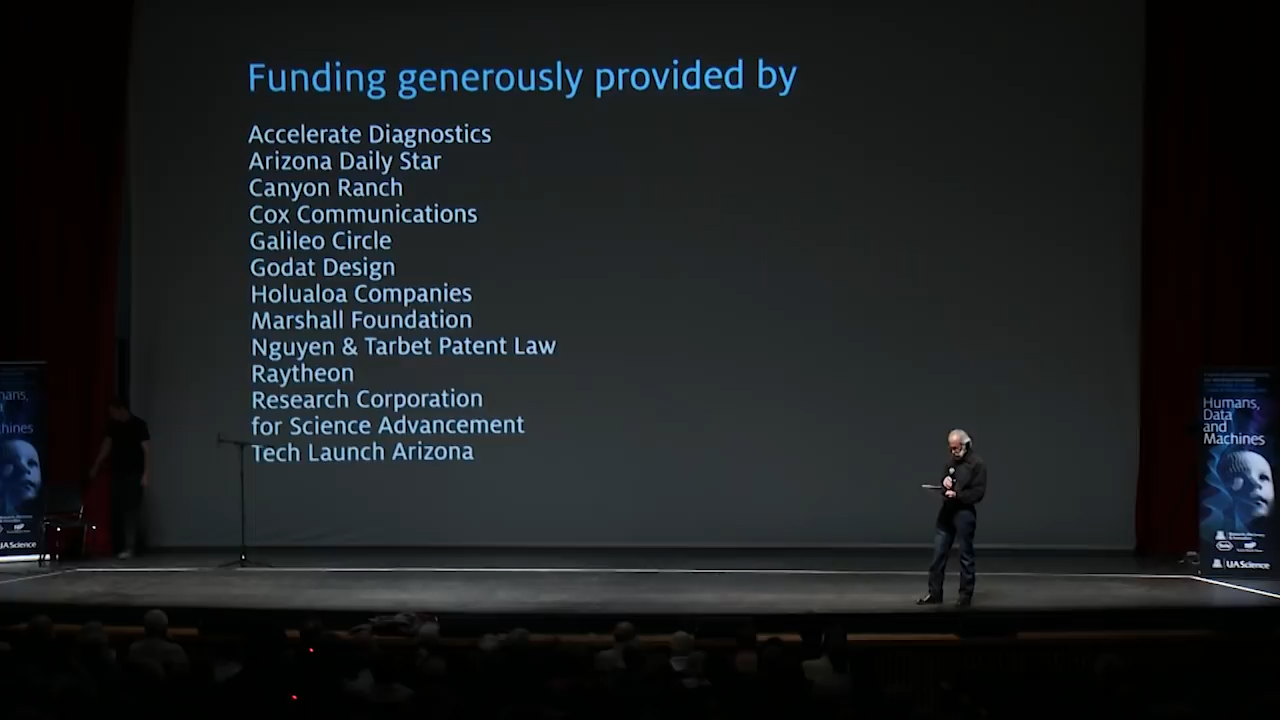 Funding generously provided by
Accelerate Diagnostics
Arizona Daily Star
Canyon Ranch
Cox Communications
Galileo Circle
Godat Design
Holualoa Companies
Marshall Foundation
Nguyen & Tarbet Patent Law
Raytheon
Research Corporation
for Science Advancement
Tech Launch Arizona
Humans,
Data
and
Machines
UA Science
UA Science